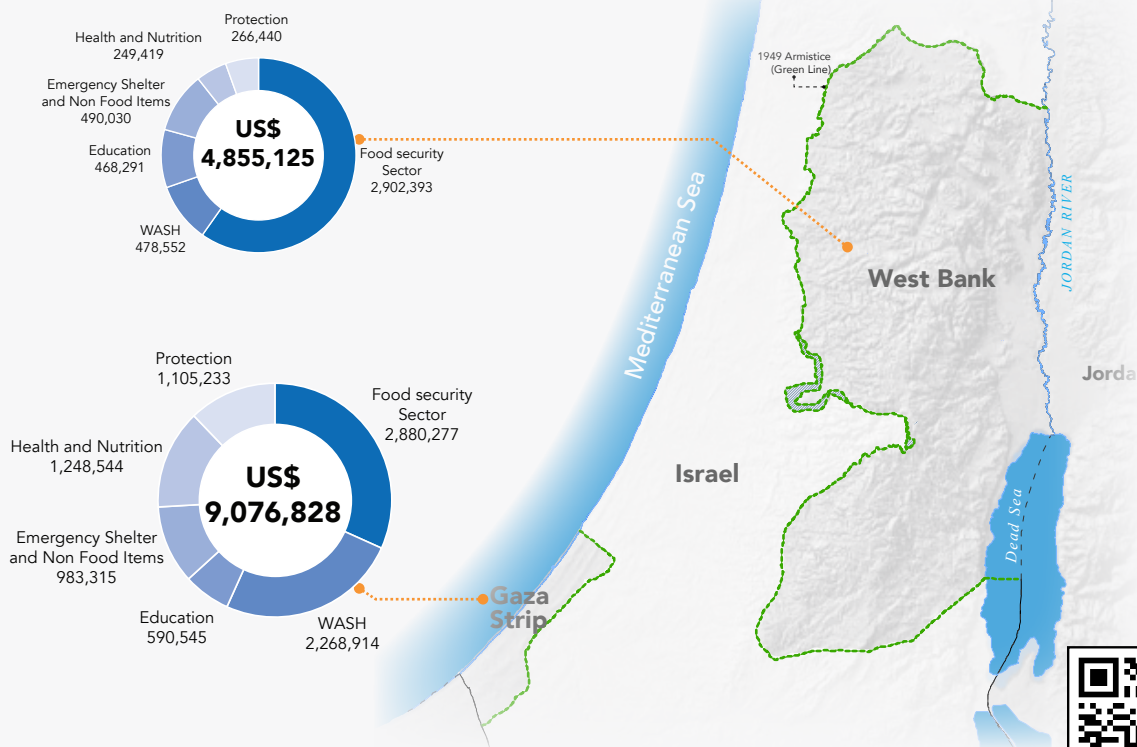 Protection
266,440
Health and Nutrition
249,419
Emergency Shelter
and Non Food Items
490,030
Education
468,291
WASH
478,552
US$
4,855,125
Food security
Sector
2,902,393
1949 Armistice
(Green Line)
Mediterranean Sea
JORDAN RIVER
West Bank
Jorda
Israel
Dead Sea
Gaza
Strip
Protection
1,105,233
Food security
Sector
2,880,277
Health and Nutrition
1,248,544
US$
9,076,828
Emergency Shelter
and Non Food Items
983,315
Education
590,545
WASH
2,268,914